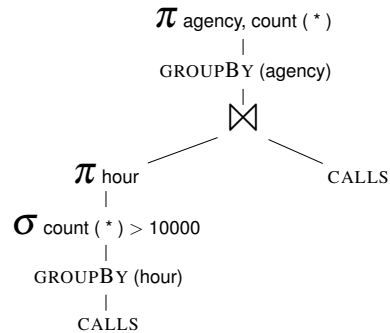 π agency, count ( * )
GROUPBY (agency)
⋈
π hour
CALLS
σ count ( * ) > 10000
GROUPBY (hour)
CALLS